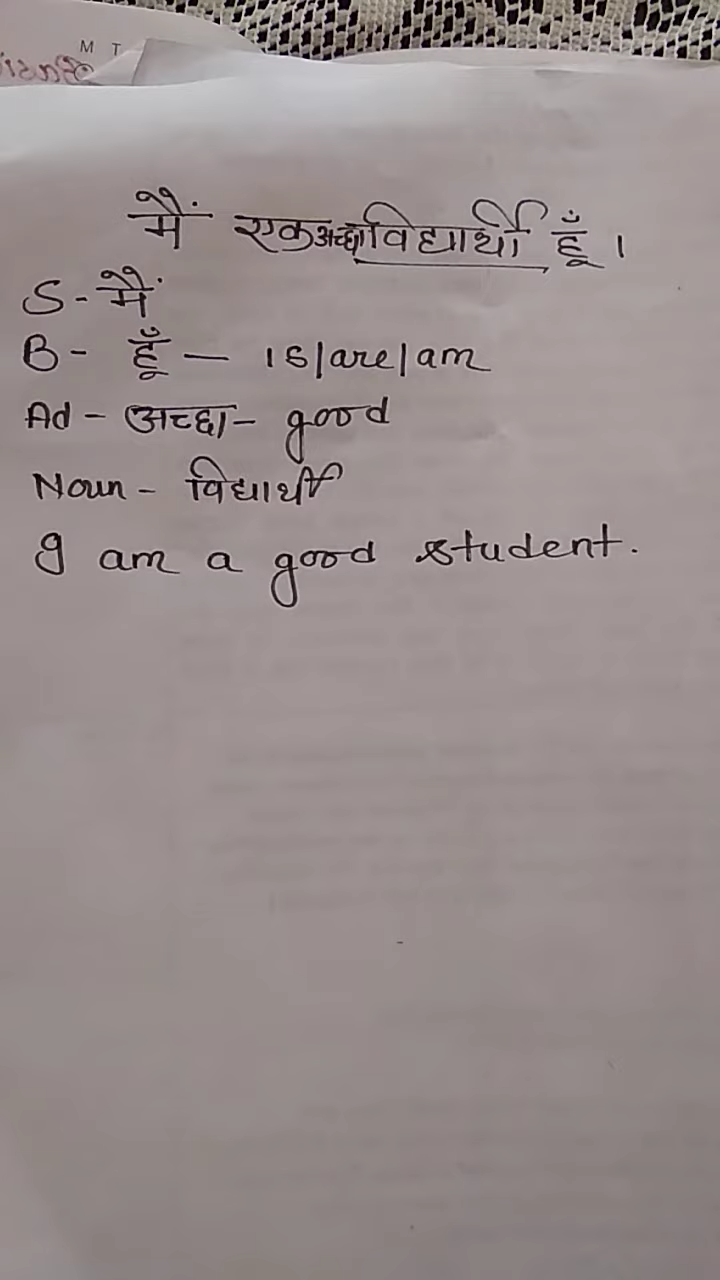 M T
मैं एक अच्छा विद्यार्थी हूँ ।
S - मैं
B - हूँ — is/are/am
Ad - अच्छा - good
Noun - विद्यार्थी
I am a good student.